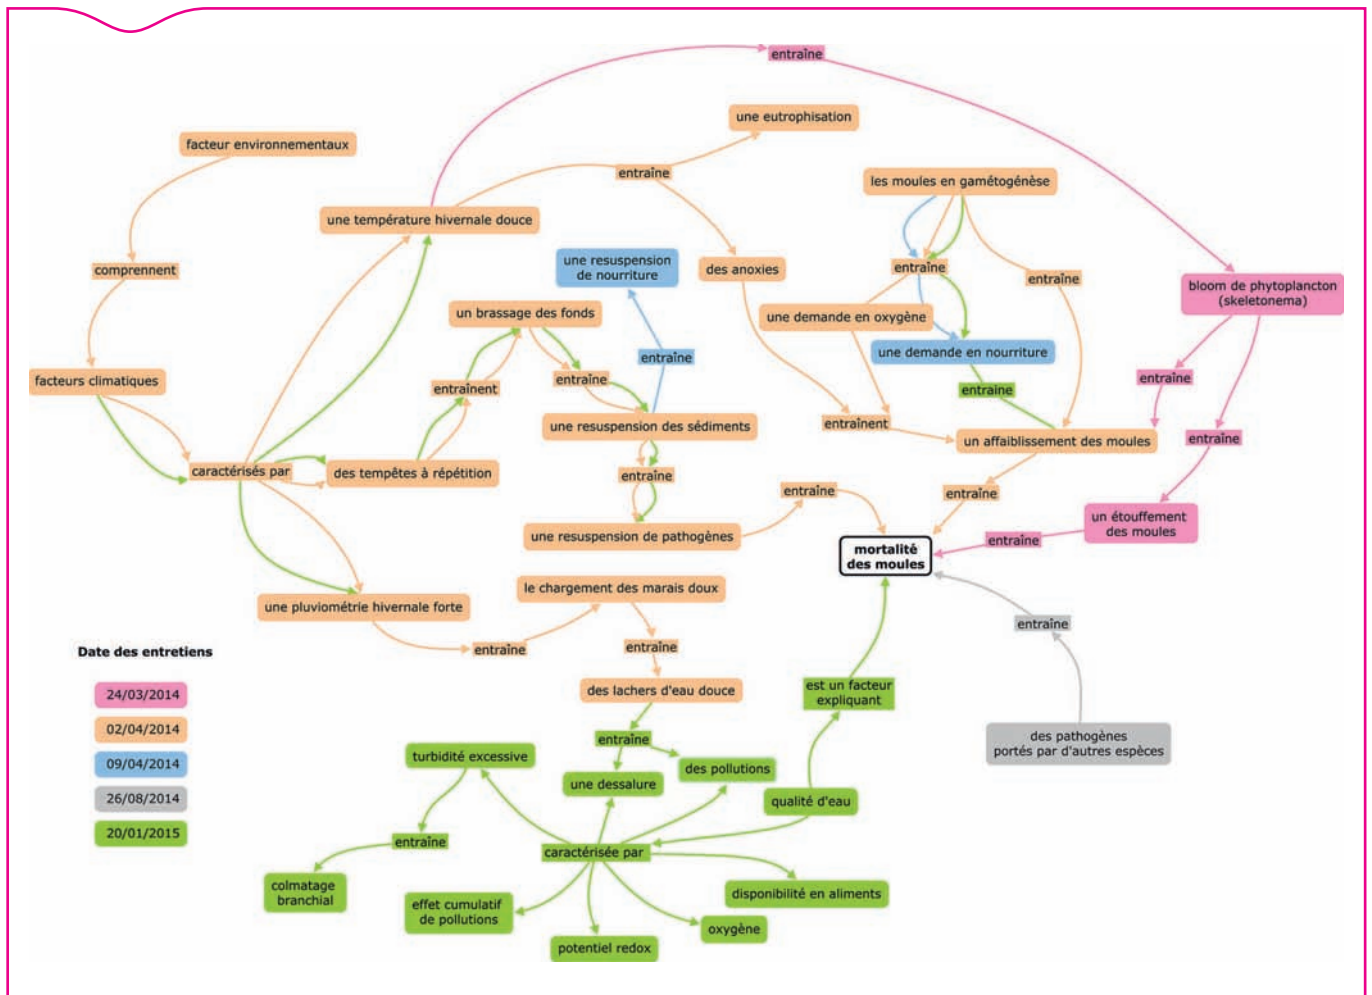 entraîne
une eutrophisation
facteur environnementaux
entraîne
les moules en gamétogénèse
une température hivernale douce
une resuspension
de nourriture
des anoxies
entraîne
comprennent
entraîne
bloom de phytoplancton
(skeletonema)
un brassage des fonds
une demande en oxygène
une demande en nourriture
entraîne
facteurs climatiques
entraînent
entraîne
entraine
entraîne
une resuspension des sédiments
entraînent
un affaiblissement des moules
entraîne
caractérisés par
des tempêtes à répétition
entraîne
entraîne
entraîne
une resuspension de pathogènes
un étouffement
des moules
entraîne
mortalité
des moules
le chargement des marais doux
une pluviométrie hivernale forte
entraîne
entraîne
entraîne
Date des entretiens
24/03/2014
02/04/2014
09/04/2014
26/08/2014
20/01/2015
des lachers d'eau douce
est un facteur
expliquant
des pathogènes
portés par d'autres espèces
entraîne
turbidité excessive
des pollutions
une dessalure
qualité d'eau
entraîne
caractérisée par
colmatage
branchial
effet cumulatif
de pollutions
disponibilité en aliments
oxygène
potentiel redox